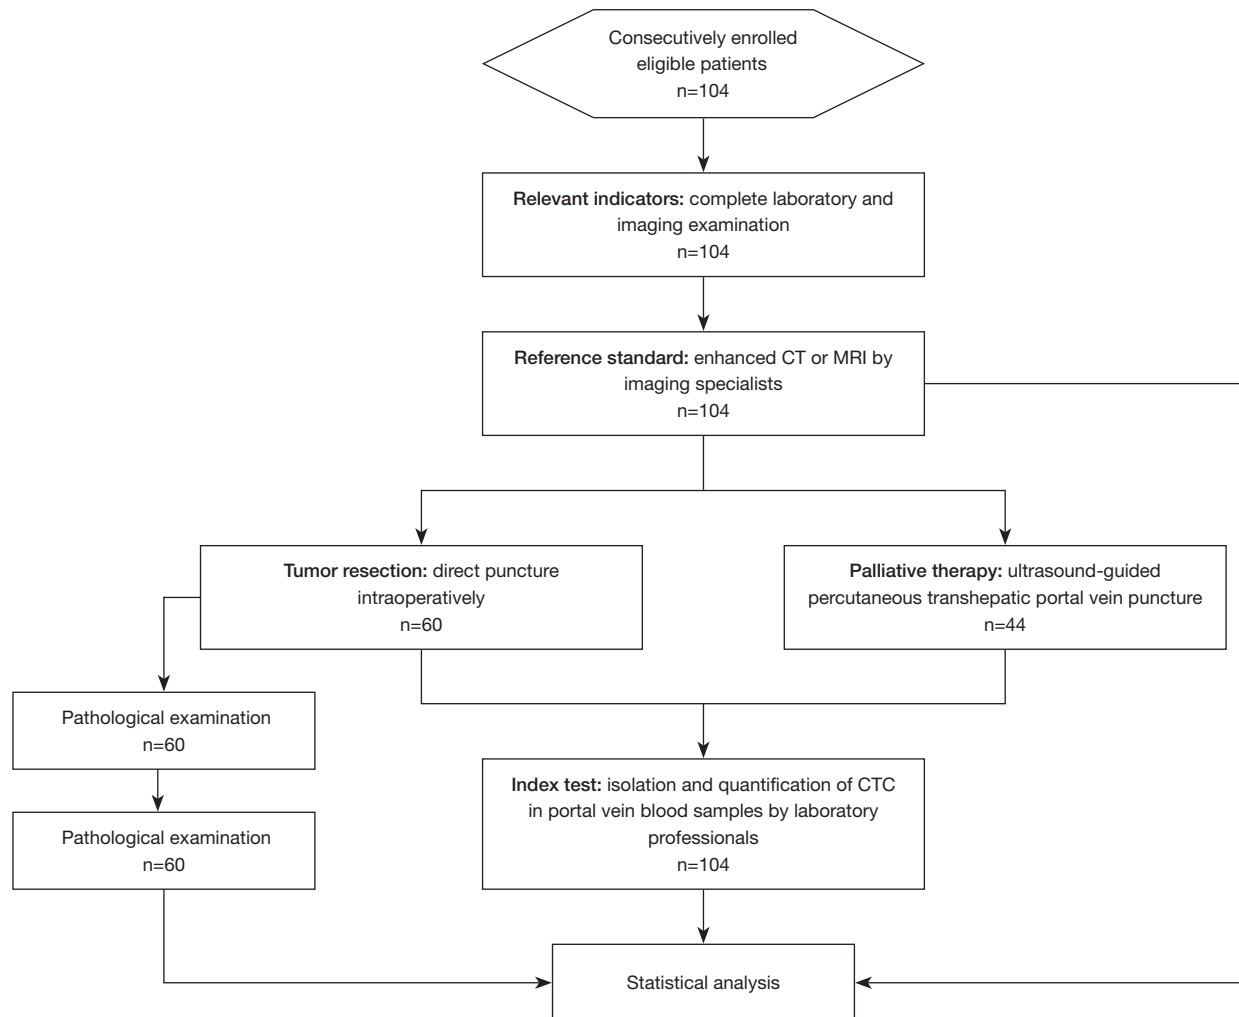 Consecutively enrolled
eligible patients
n=104
Relevant indicators: complete laboratory and
imaging examination
n=104
Reference standard: enhanced CT or MRI by
imaging specialists
n=104
Tumor resection: direct puncture
intraoperatively
n=60
Palliative therapy: ultrasound-guided
percutaneous transhepatic portal vein puncture
n=44
Pathological examination
n=60
Index test: isolation and quantification of CTC
in portal vein blood samples by laboratory
professionals
n=104
Pathological examination
n=60
Statistical analysis